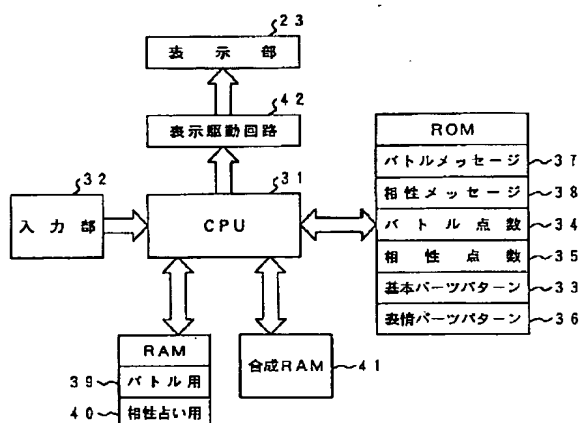 23
表示部
42
表示駆動回路
32
31
入力部
CPU
ROM
バトルメッセージ
37
相性メッセージ
38
バトル点数
34
相性点数
35
基本パーツパターン
33
表情パーツパターン
36
RAM
39
バトル用
40
相性占い用
合成RAM
41